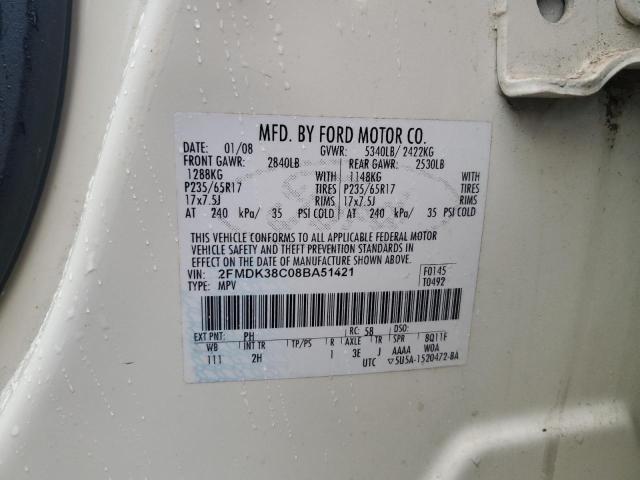 MFD. BY FORD MOTOR CO.
DATE: 01/08 GVWR: 5340LB/ 2422KG
FRONT GAWR: 2840LB REAR GAWR: 2530LB
1288KG WITH 1148KG WITH
P235/65R17 TIRES P235/65R17 TIRES
17x7.5J RIMS 17x7.5J RIMS
AT 240 kPa/ 35 PSI COLD AT 240 kPa/ 35 PSI COLD
THIS VEHICLE CONFORMS TO ALL APPLICABLE FEDERAL MOTOR
VEHICLE SAFETY AND THEFT PREVENTION STANDARDS IN
EFFECT ON THE DATE OF MANUFACTURE SHOWN ABOVE.
VIN: 2FMDK38C08BA51421 F0145
TYPE: MPV T0492
EXT PNT: PH RC: 58 DSO:
WB INT TR TP/PS R AXLE TR SPR 8Q11F
111 2H 1 3E J AAAA W0A
UTC ▽5U5A-1520472-BA